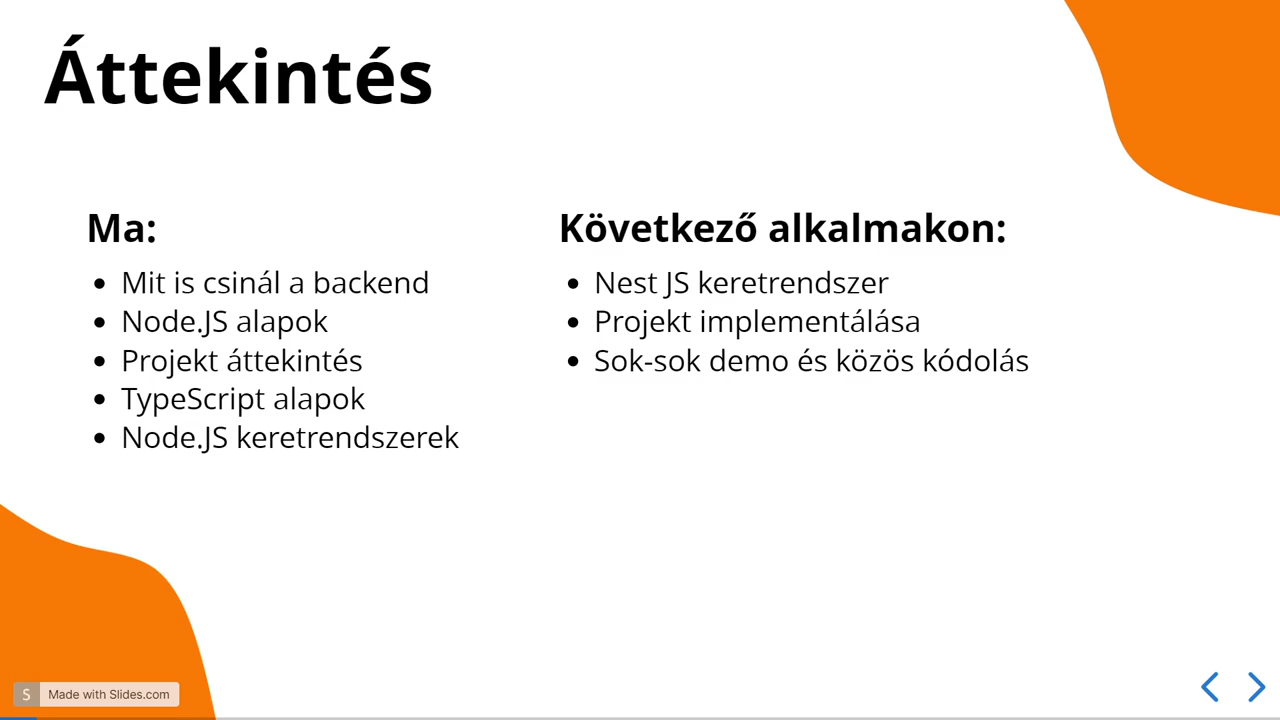 Áttekintés
Ma:
Mit is csinál a backend
Node.JS alapok
Projekt áttekintés
TypeScript alapok
Node.JS keretrendszerek
Következő alkalmakon:
Nest JS keretrendszer
Projekt implementálása
Sok-sok demo és közös kódolás
S Made with Slides.com